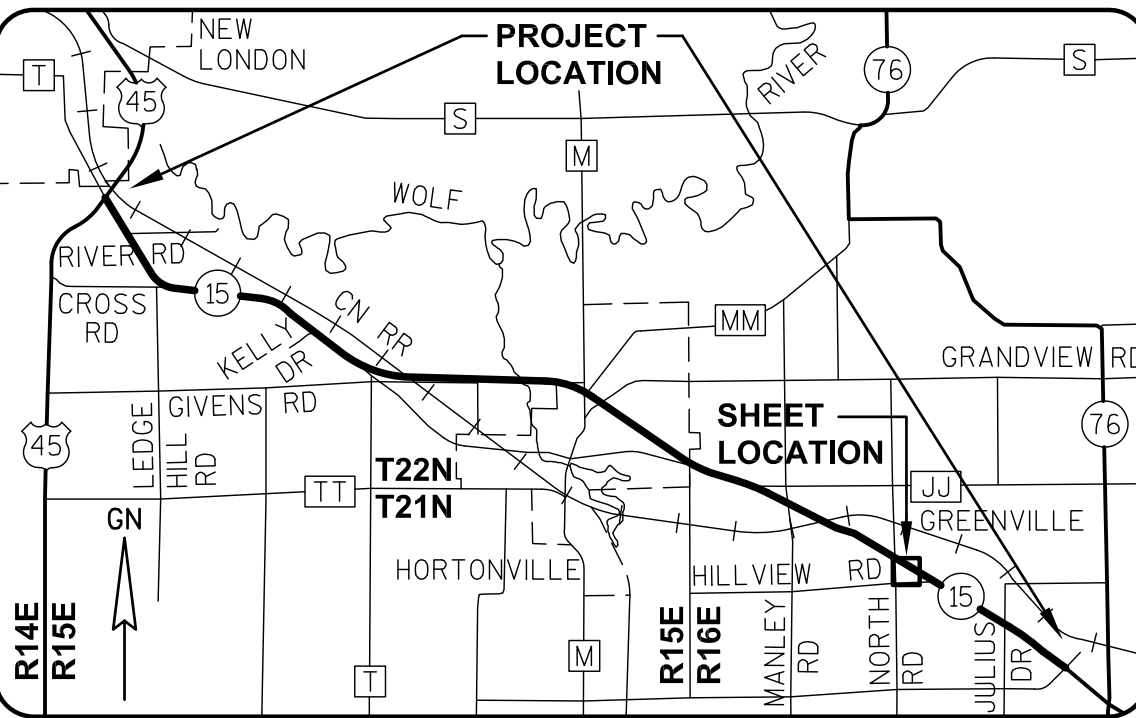 NEW
LONDON
PROJECT
LOCATION
RIVER
76
S
T
45
S
M
WOLF
RIVER RD
15
CROSS
RD
CN RR
KELLY
DR
MM
GRANDVIEW RD
GIVENS RD
LEDGE
HILL
RD
45
SHEET
LOCATION
76
T22N
T21N
TT
JJ
GN
GREENVILLE
HORTONVILLE
HILLVIEW RD
15
R14E
R15E
R15E
R16E
MANLEY
RD
NORTH
RD
JULIUS
DR
M
T